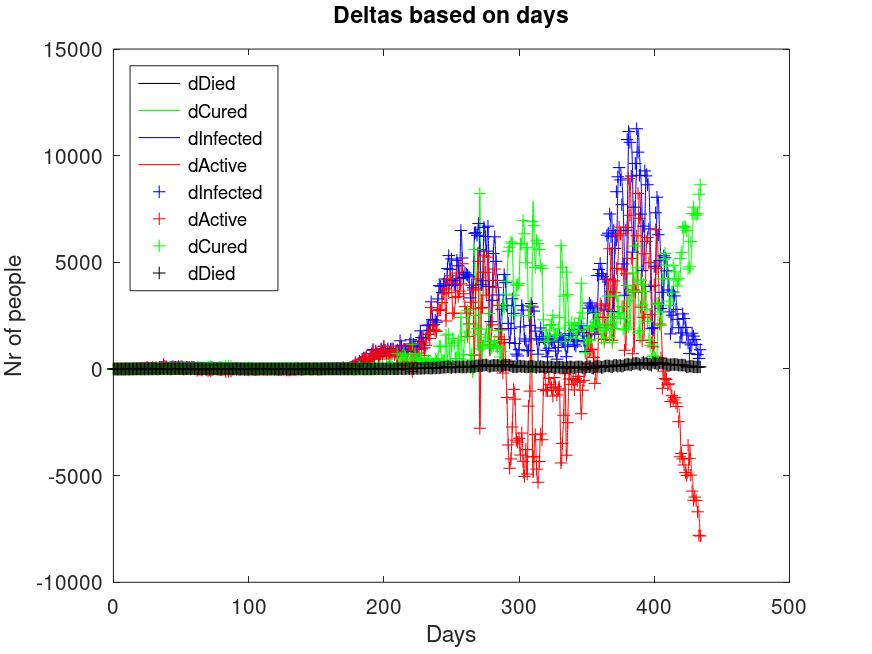 Deltas based on days
15000
10000
5000
0
-5000
-10000
Nr of people
dDied
dCured
dInfected
dActive
dInfected
dActive
dCured
dDied
0 100 200 300 400 500
Days